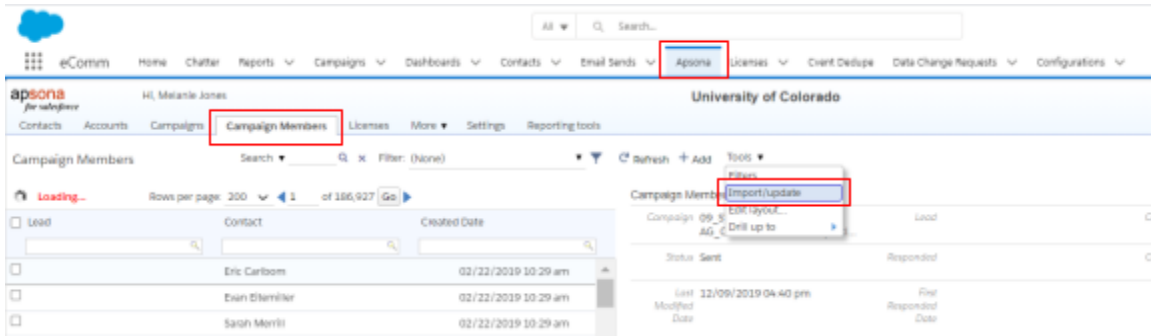 All Search...
eComm Home Chatter Reports Campaigns Dashboards Contacts Email Sends Apsona Licenses Cvent Dedupe Data Change Requests Configurations
apsona
for salesforce
Hi, Melanie Jones
University of Colorado
Contacts Accounts Campaigns Campaign Members Licenses More Settings Reporting tools
Campaign Members Search Filter: (None) Refresh Add Tools
Filters
Loading... Rows per page: 200 1 of 186,927 Go Campaign Membe Import/update
Lead Contact Created Date Campaign 09_S Edit layout... Lead
AG_C Drill up to
Eric Carlbom 02/22/2019 10:29 am Status Sent Responded
Evan Eltemiller 02/22/2019 10:29 am Last Modified Date 12/09/2019 04:40 pm First Responded Date
Sarah Merrill 02/22/2019 10:29 am